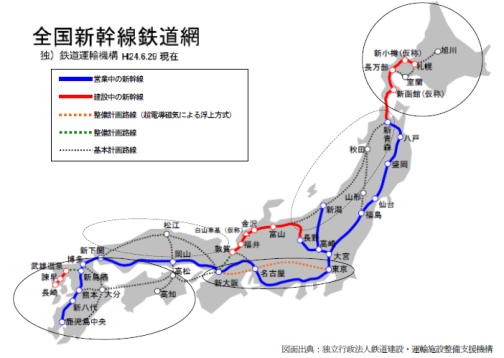 全国新幹線鉄道網
独）鉄道運輸機構 H24.6.29 現在
営業中の新幹線
建設中の新幹線
整備計画路線（超電導磁気による浮上方式）
整備計画路線
基本計画路線
新小樽（仮称）
旭川
長万部
札幌
室蘭
新函館（仮称）
新青森
八戸
秋田
盛岡
山形
仙台
福島
新潟
金沢
白山車基（仮称）
富山
長野
高崎
福井
敦賀
大宮
東京
松江
岡山
新下関
高松
名古屋
新大阪
博多
武雄温泉
新鳥栖
諫早
長崎
熊本
大分
高知
新八代
鹿児島中央
図面出典：独立行政法人鉄道建設・運輸施設整備支援機構